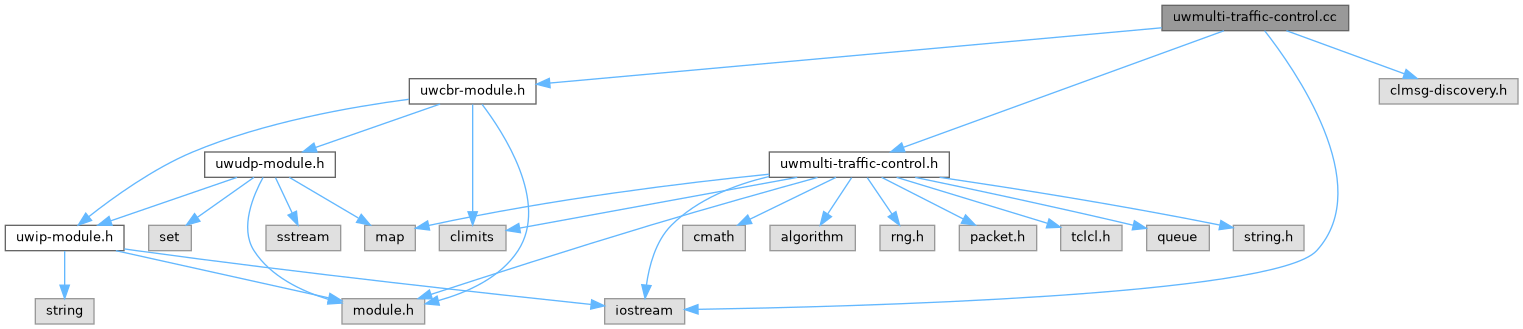 uwmulti-traffic-control.cc
uwcbr-module.h
clmsg-discovery.h
uwudp-module.h
uwmulti-traffic-control.h
uwip-module.h
set
sstream
map
climits
cmath
algorithm
rng.h
packet.h
tclcl.h
queue
string.h
string
module.h
iostream